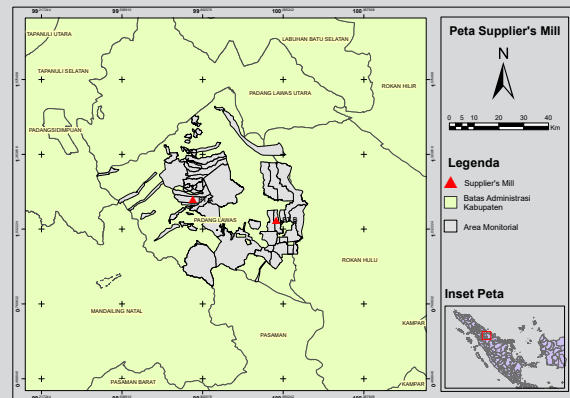 TAPANULI UTARA
LABUHAN BATU SELATAN
TAPANULI SELATAN
ROKAN HILIR
PADANG LAWAS UTARA
PADANGSIDIMPUAN
PADANG LAWAS
ROKAN HULU
MANDAILING NATAL
KAMPAR
PASAMAN
PASAMAN BARAT
KAMPAR
Peta Supplier's Mill
N
0 5 10 20 30 40
Km
Legenda
Supplier's Mill
Batas Administrasi
Kabupaten
Area Monitorial
Inset Peta